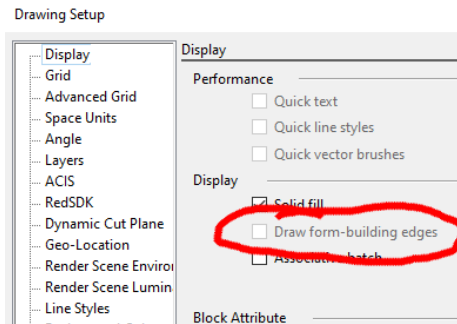 Drawing Setup
Display
Grid
Advanced Grid
Space Units
Angle
Layers
ACIS
RedSDK
Dynamic Cut Plane
Geo-Location
Render Scene Enviro
Render Scene Lumin
Line Styles
Display
Performance
Quick text
Quick line styles
Quick vector brushes
Display
Solid fill
Draw form-building edges
Associative hatch
Block Attribute